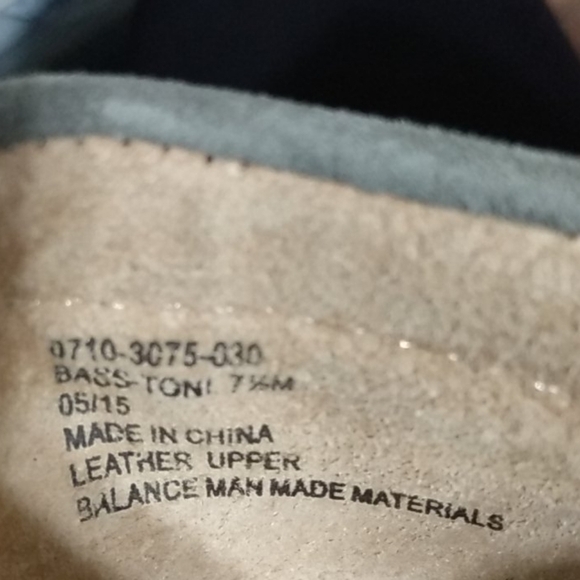 0710-3075-030
BASS-TONI 7½M
05/15
MADE IN CHINA
LEATHER UPPER
BALANCE MAN MADE MATERIALS